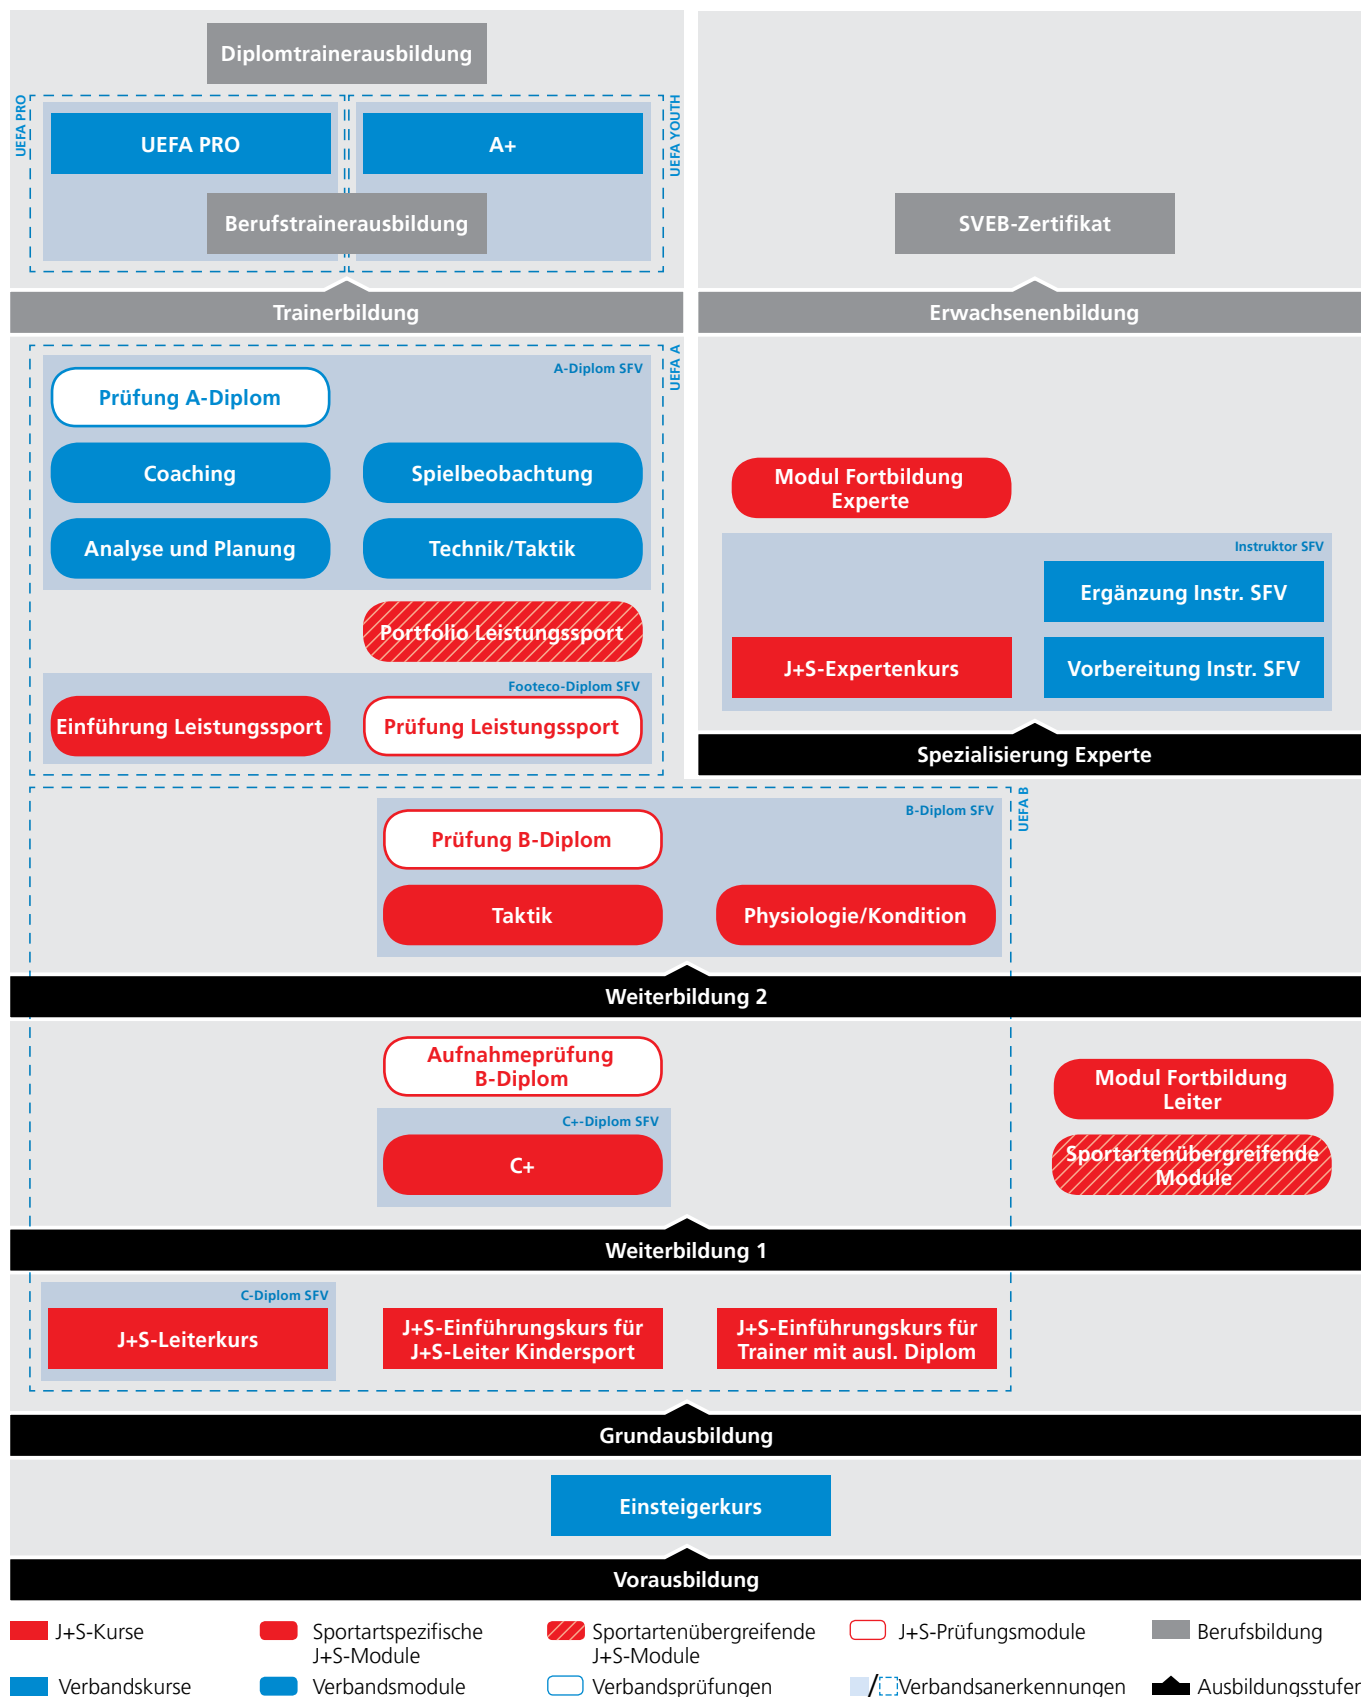 Diplomtrainerausbildung
UEFA PRO
UEFA YOUTH
UEFA PRO
A+
Berufstrainerausbildung
SVEB-Zertifikat
Trainerbildung
Erwachsenenbildung
UEFA A
A-Diplom SFV
Prüfung A-Diplom
Coaching
Spielbeobachtung
Analyse und Planung
Technik/Taktik
Portfolio Leistungssport
Footeco-Diplom SFV
Einführung Leistungssport
Prüfung Leistungssport
Modul Fortbildung
Experte
Instruktor SFV
Ergänzung Instr. SFV
J+S-Expertenkurs
Vorbereitung Instr. SFV
Spezialisierung Experte
UEFA B
B-Diplom SFV
Prüfung B-Diplom
Taktik
Physiologie/Kondition
Weiterbildung 2
Aufnahmeprüfung
B-Diplom
C+-Diplom SFV
C+
Modul Fortbildung
Leiter
Sportartenübergreifende
Module
Weiterbildung 1
C-Diplom SFV
J+S-Leiterkurs
J+S-Einführungskurs für
J+S-Leiter Kindersport
J+S-Einführungskurs für
Trainer mit ausl. Diplom
Grundausbildung
Einsteigerkurs
Vorausbildung
J+S-Kurse
Sportartspezifische
J+S-Module
Sportartenübergreifende
J+S-Module
J+S-Prüfungsmodule
Berufsbildung
Verbandskurse
Verbandsmodule
Verbandsprüfungen
/
Verbandsanerkennungen
Ausbildungsstufen